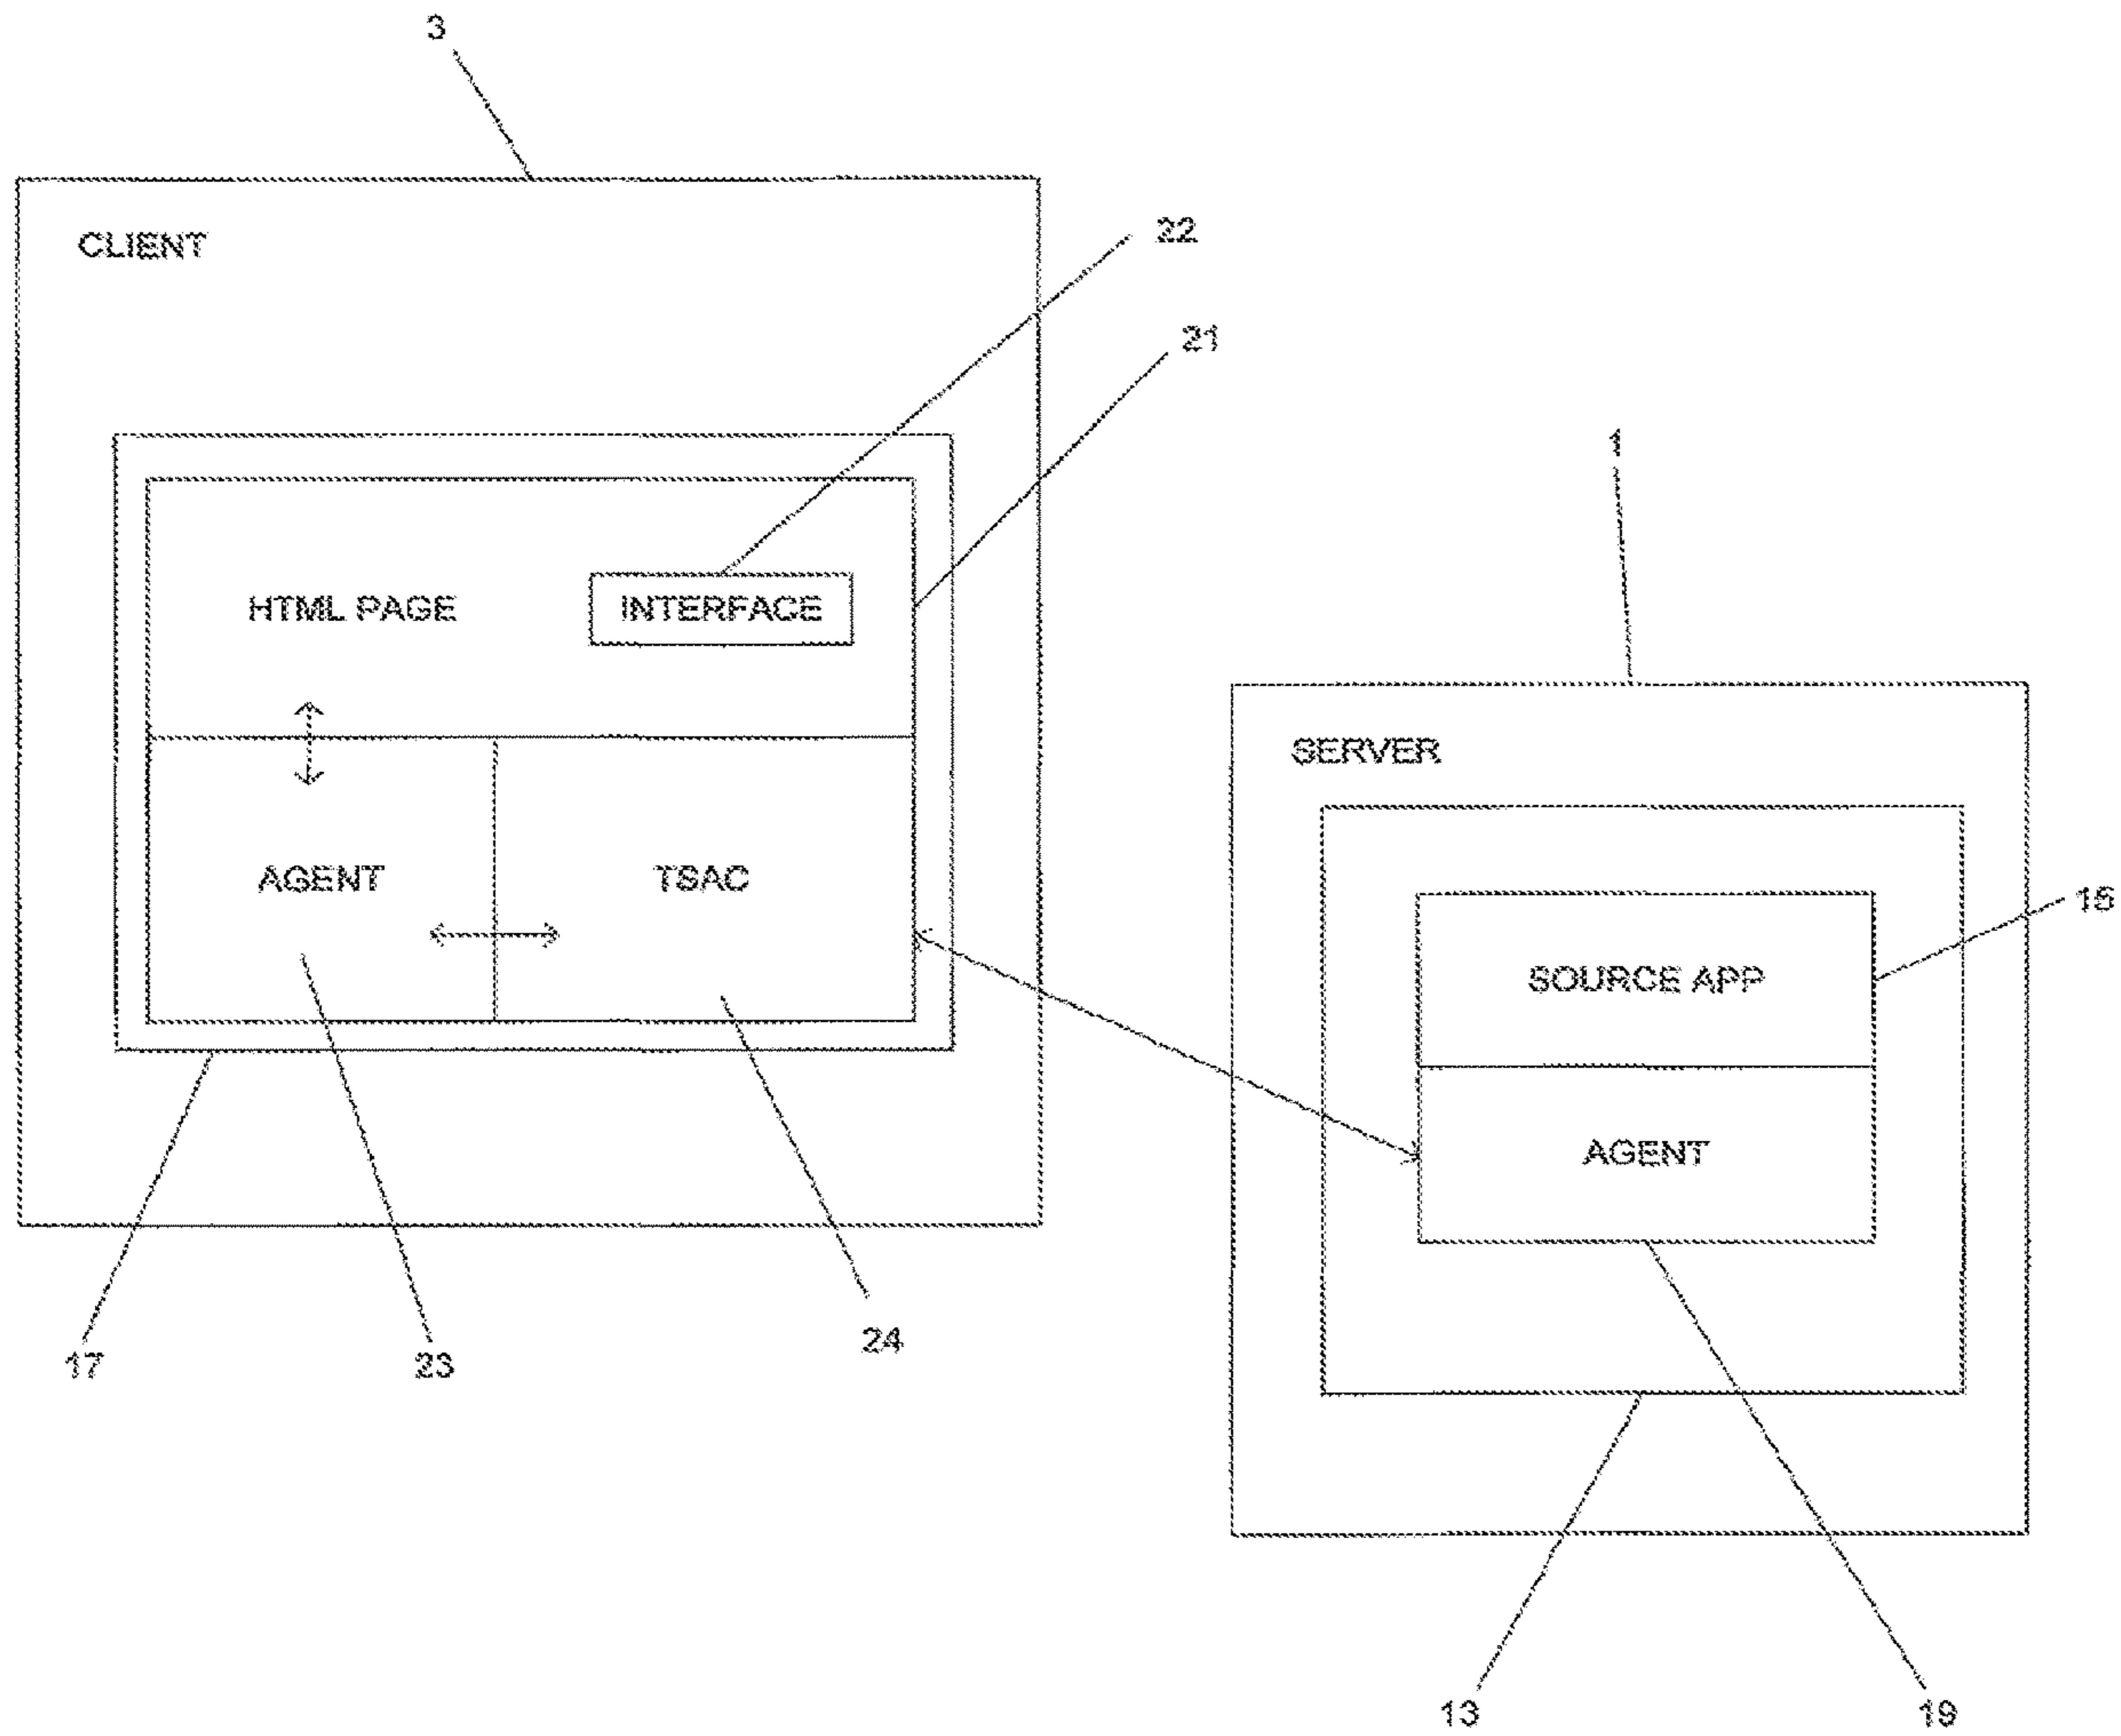 3
CLIENT
22
21
1
HTML PAGE
INTERFACE
SERVER
AGENT
TSAC
15
SOURCE APP
AGENT
17
23
24
13
19